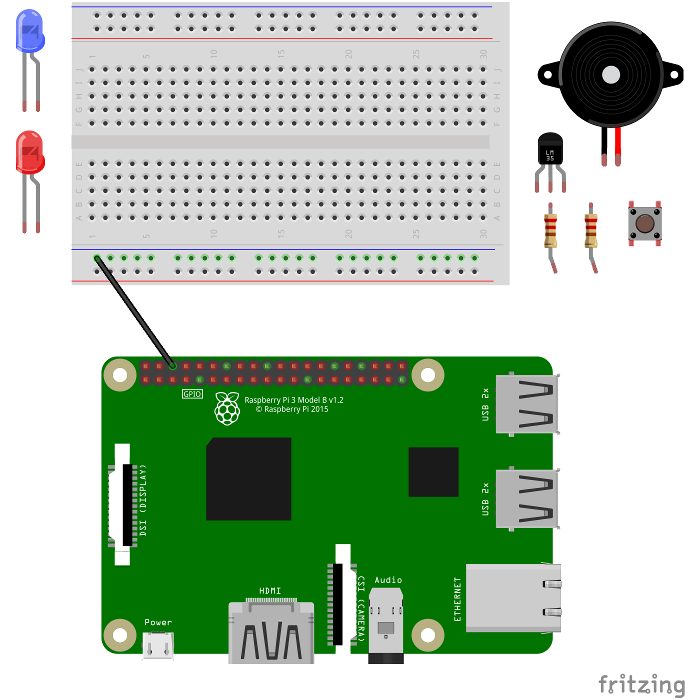 1 5 10 15 20 25 30
J J
I I
H H
G G
F F
E E
D D
C C
B B
A A
1 5 10 15 20 25 30
LM
35
GPIO
Raspberry Pi 3 Model B v1.2
© Raspberry Pi 2015
USB 2x
DSI (DISPLAY)
USB 2x
HDMI
CSI (CAMERA)
Audio
ETHERNET
Power
fritzing